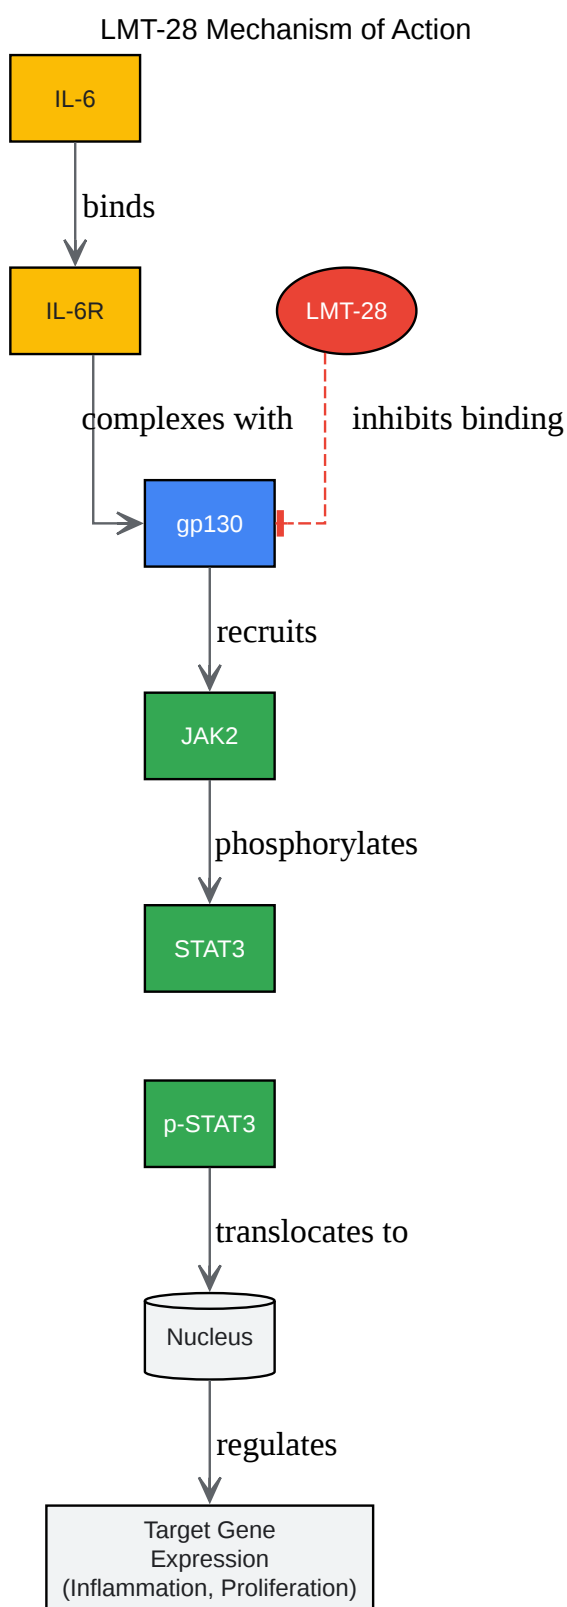 LMT-28 Mechanism of Action
IL-6
binds
IL-6R
LMT-28
complexes with
inhibits binding
gp130
recruits
JAK2
phosphorylates
STAT3
p-STAT3
translocates to
Nucleus
regulates
Target Gene
Expression
(Inflammation, Proliferation)